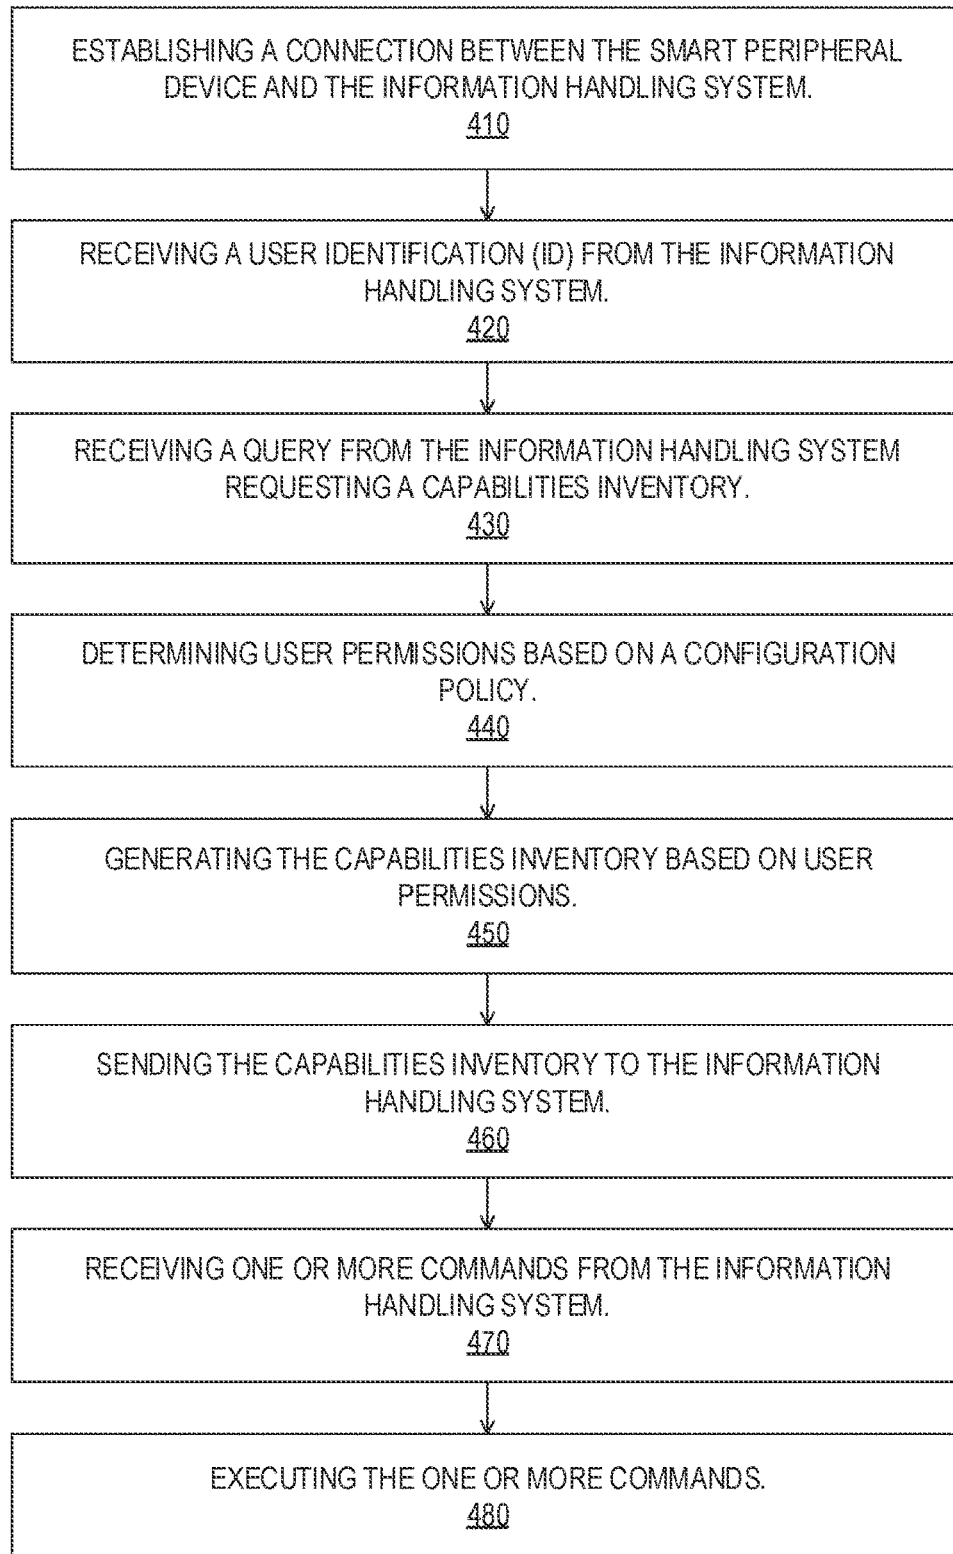 ESTABLISHING A CONNECTION BETWEEN THE SMART PERIPHERAL
DEVICE AND THE INFORMATION HANDLING SYSTEM.
410
RECEIVING A USER IDENTIFICATION (ID) FROM THE INFORMATION
HANDLING SYSTEM.
420
RECEIVING A QUERY FROM THE INFORMATION HANDLING SYSTEM
REQUESTING A CAPABILITIES INVENTORY.
430
DETERMINING USER PERMISSIONS BASED ON A CONFIGURATION
POLICY.
440
GENERATING THE CAPABILITIES INVENTORY BASED ON USER
PERMISSIONS.
450
SENDING THE CAPABILITIES INVENTORY TO THE INFORMATION
HANDLING SYSTEM.
460
RECEIVING ONE OR MORE COMMANDS FROM THE INFORMATION
HANDLING SYSTEM.
470
EXECUTING THE ONE OR MORE COMMANDS.
480